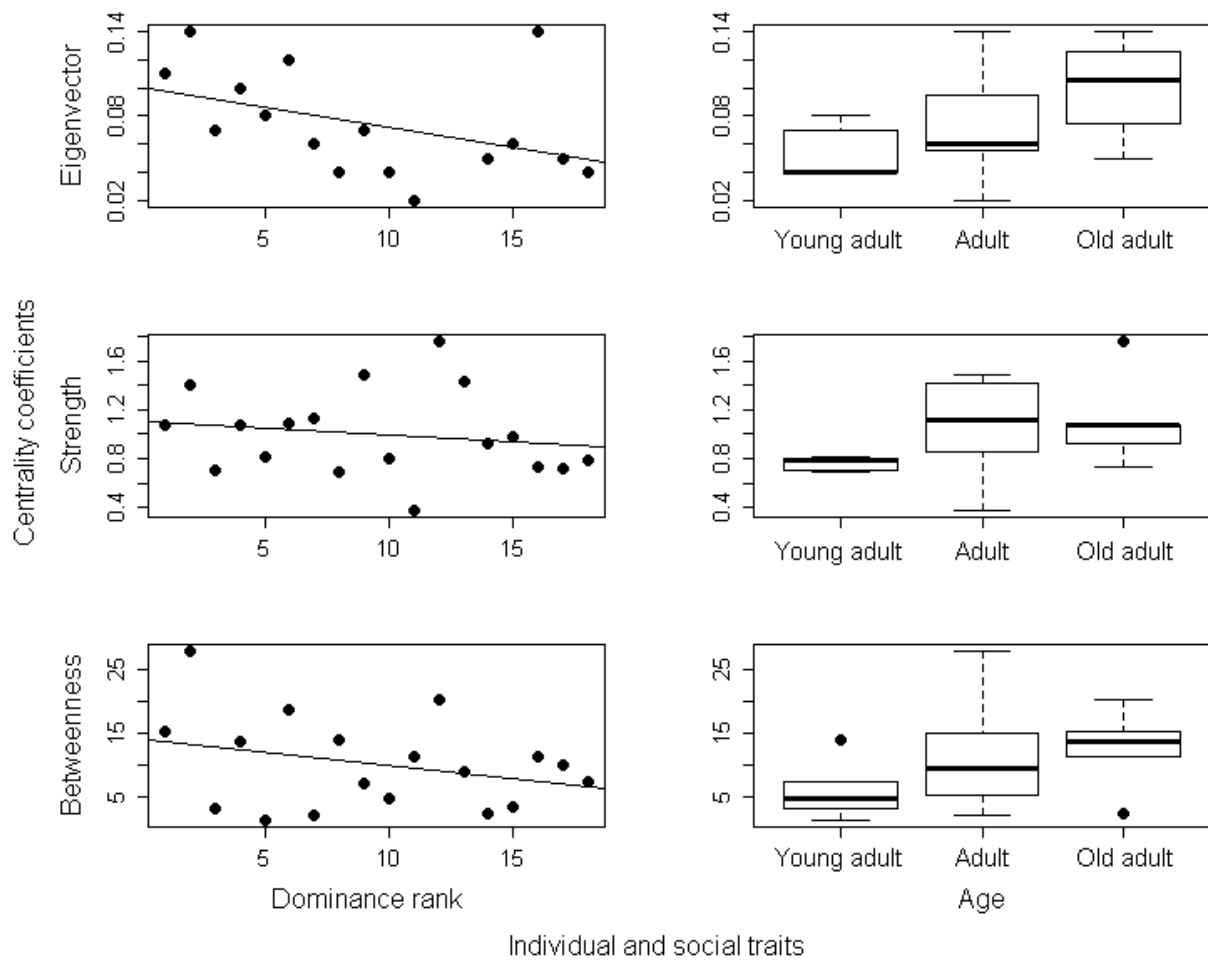 Centrality coefficients
Eigenvector
0.02 0.08 0.14
5 10 15
0.02 0.08 0.14
Young adult Adult Old adult
Strength
0.4 0.8 1.2 1.6
5 10 15
0.4 0.8 1.2 1.6
Young adult Adult Old adult
Betweenness
5 15 25
5 10 15
Dominance rank
5 15 25
Young adult Adult Old adult
Age
Individual and social traits